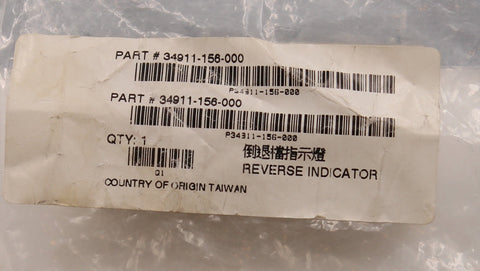 PART # 34911-156-000
P34911-156-000
PART # 34911-156-000
P34911-156-000
QTY: 1
Q1
倒退檔指示燈
REVERSE INDICATOR
COUNTRY OF ORIGIN TAIWAN